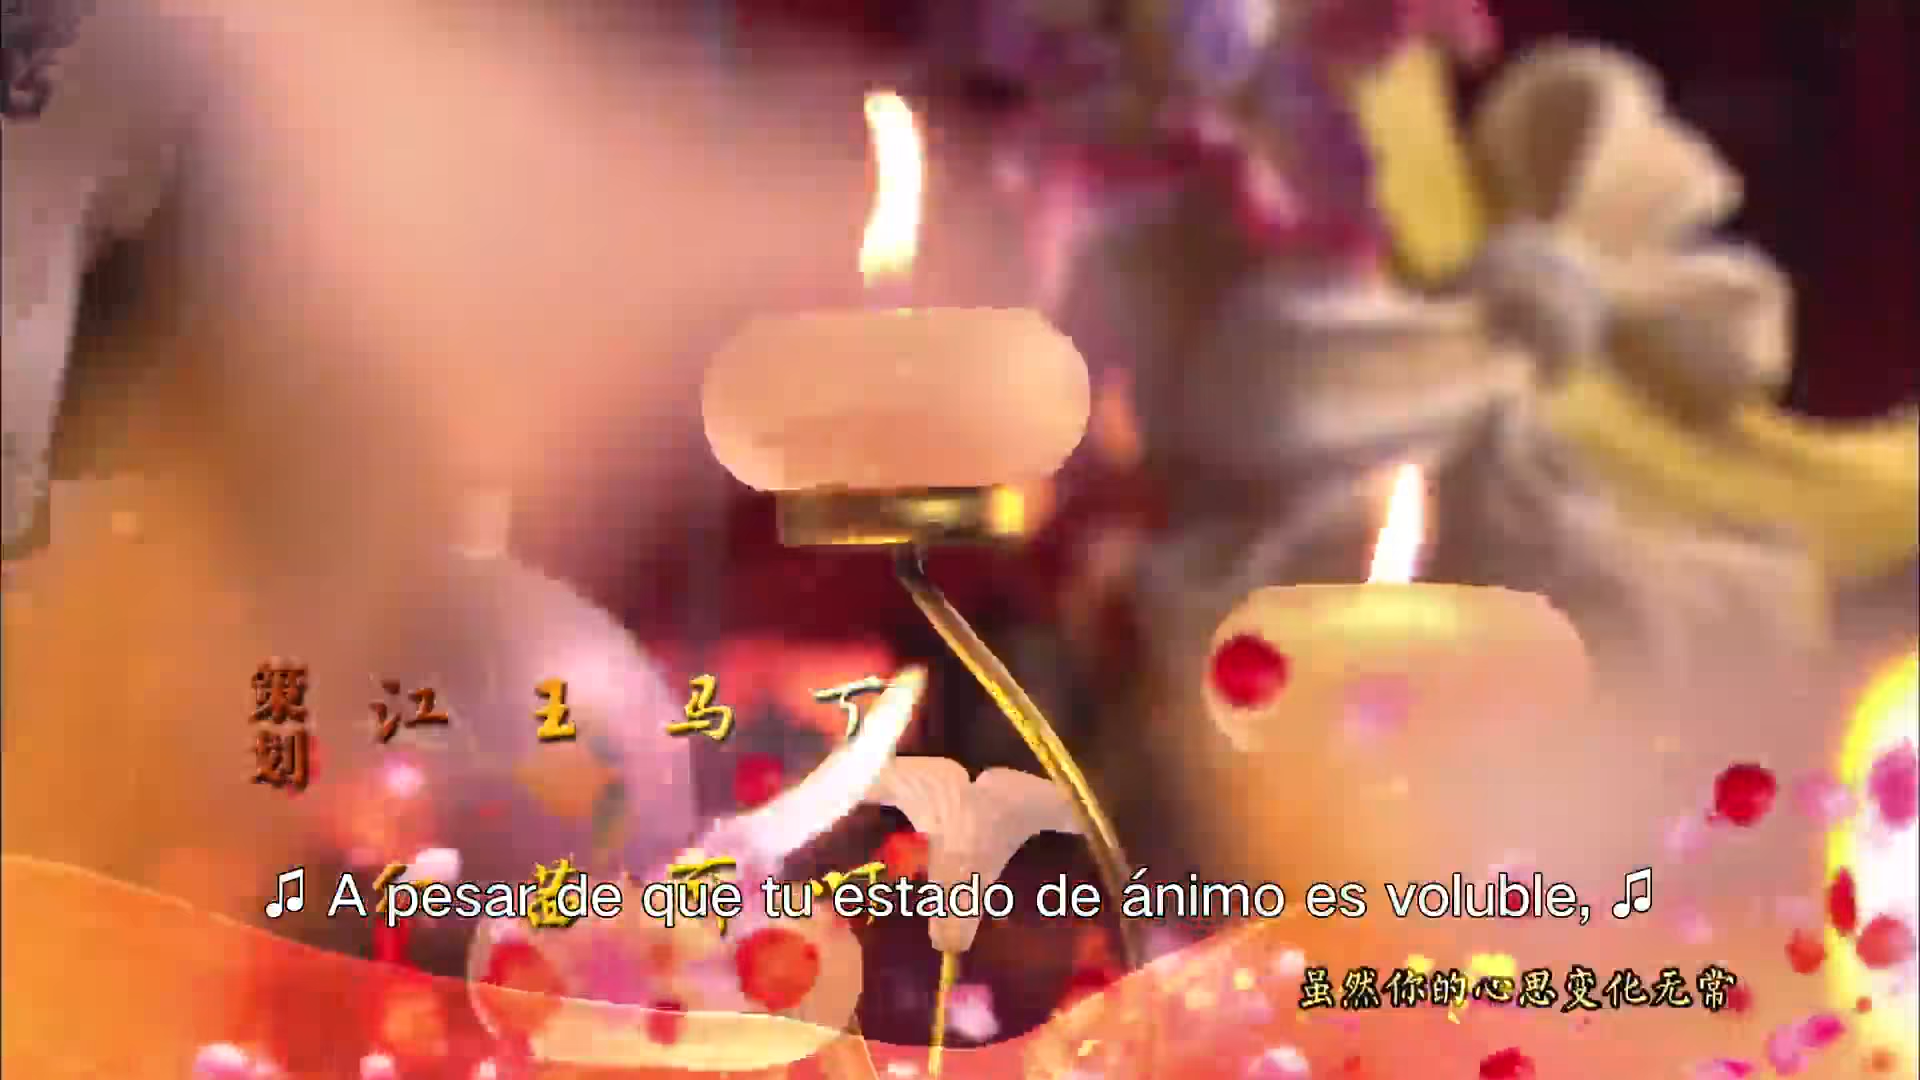 策划
江 王 马 丁
♫ A pesar de que tu estado de ánimo es voluble, ♫
虽然你的心思变化无常